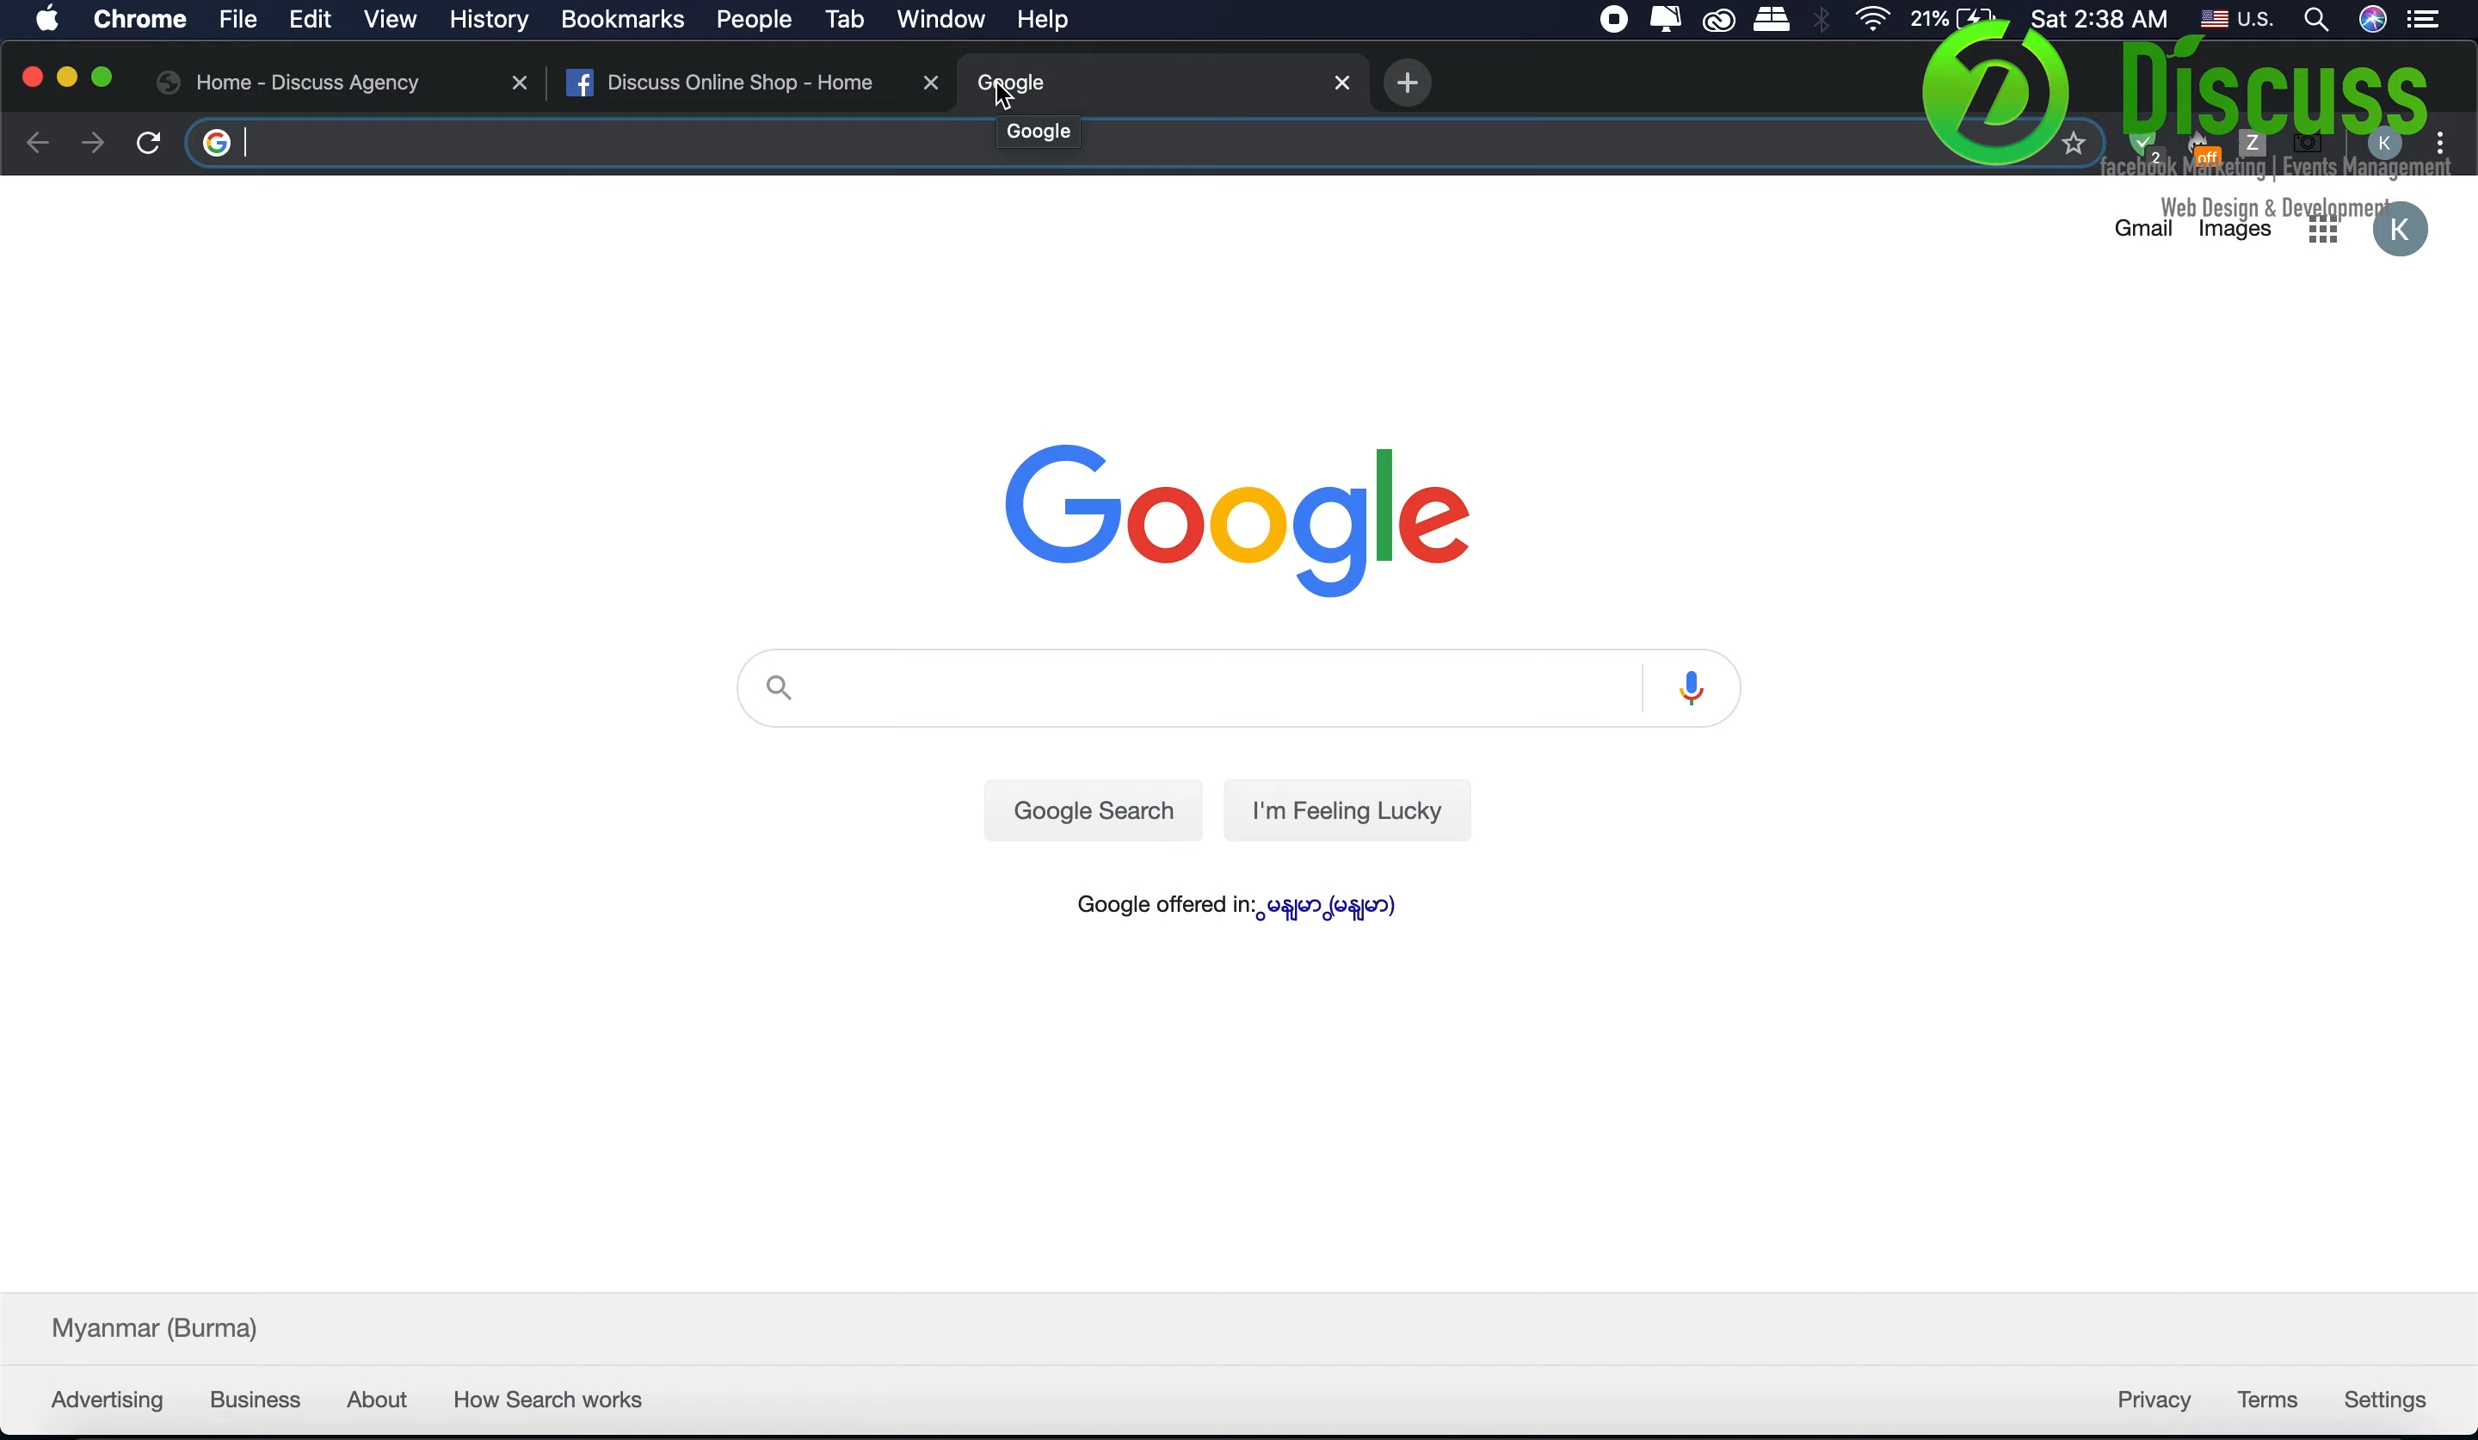 Chrome File Edit View History Bookmarks People Tab Window Help 21% Sat 2:38 AM U.S.
Home - Discuss Agency Discuss Online Shop - Home Google
Discuss
Google
2 off Z K
facebook Marketing | Events Management
Web Design & Development
Gmail Images K
Google
Google Search I'm Feeling Lucky
Google offered in: ွမနျမာ (ွမနျမာ)
Myanmar (Burma)
Advertising Business About How Search works Privacy Terms Settings